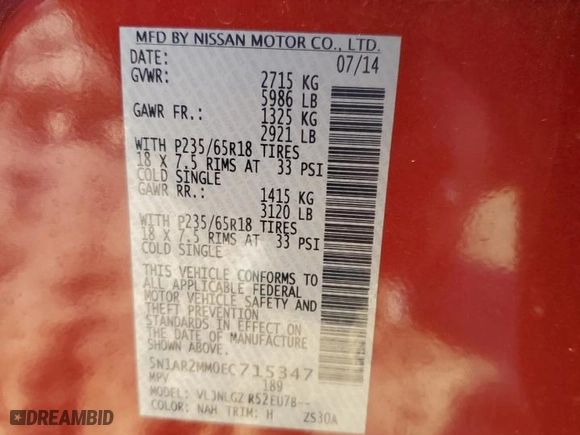 MFD BY NISSAN MOTOR CO., LTD.
DATE: 07/14
GVWR: 2715 KG
5986 LB
GAWR FR.: 1325 KG
2921 LB
WITH P235/65R18 TIRES
18 X 7.5 RIMS AT 33 PSI
COLD SINGLE
GAWR RR.: 1415 KG
3120 LB
WITH P235/65R18 TIRES
18 X 7.5 RIMS AT 33 PSI
COLD SINGLE
THIS VEHICLE CONFORMS TO
ALL APPLICABLE FEDERAL
MOTOR VEHICLE SAFETY AND
THEFT PREVENTION
STANDARDS IN EFFECT ON
THE DATE OF MANUFACTURE
SHOWN ABOVE.
5N1AR2MM0EC715347
MPV 189
MODEL: VL3NLGZ RS2EU78--
COLOR: NAH TRIM: H ZS30A
DREAMBID